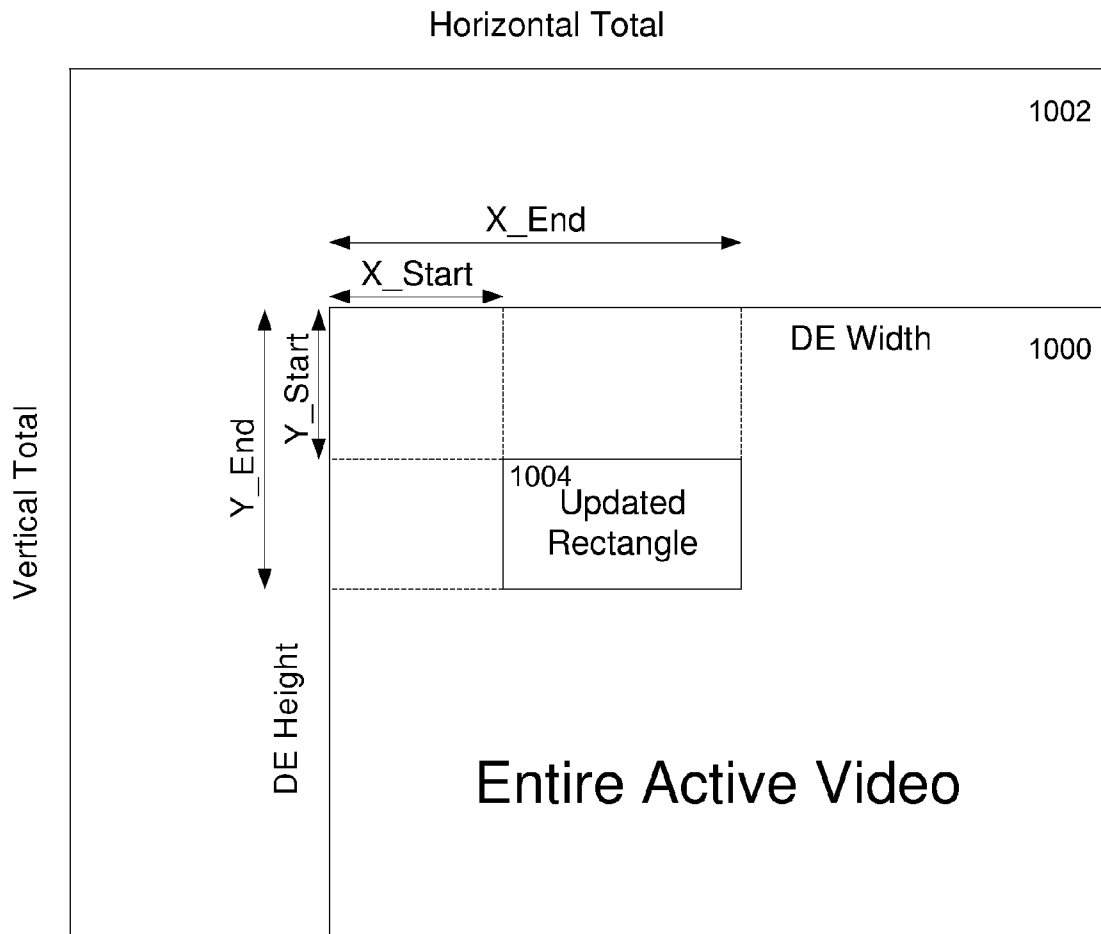 Horizontal Total
1002
X_End
X_Start
DE Width
1000
Y_Start
Y_End
Vertical Total
1004
Updated
Rectangle
DE Height
Entire Active Video